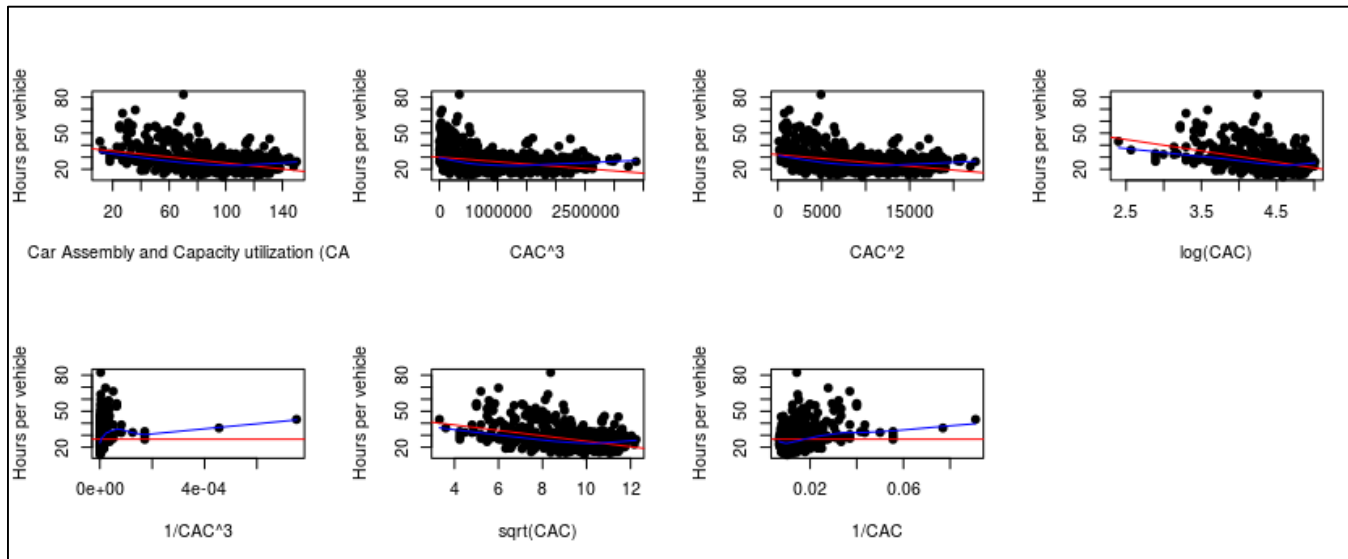 Hours per vehicle
80
50
20
20 60 100 140
Car Assembly and Capacity utilization (CA
Hours per vehicle
80
50
20
0 1000000 2500000
CAC^3
Hours per vehicle
80
50
20
0 5000 15000
CAC^2
Hours per vehicle
80
50
20
2.5 3.5 4.5
log(CAC)
Hours per vehicle
80
50
20
0e+00 4e-04
1/CAC^3
Hours per vehicle
80
50
20
4 6 8 10 12
sqrt(CAC)
Hours per vehicle
80
50
20
0.02 0.06
1/CAC